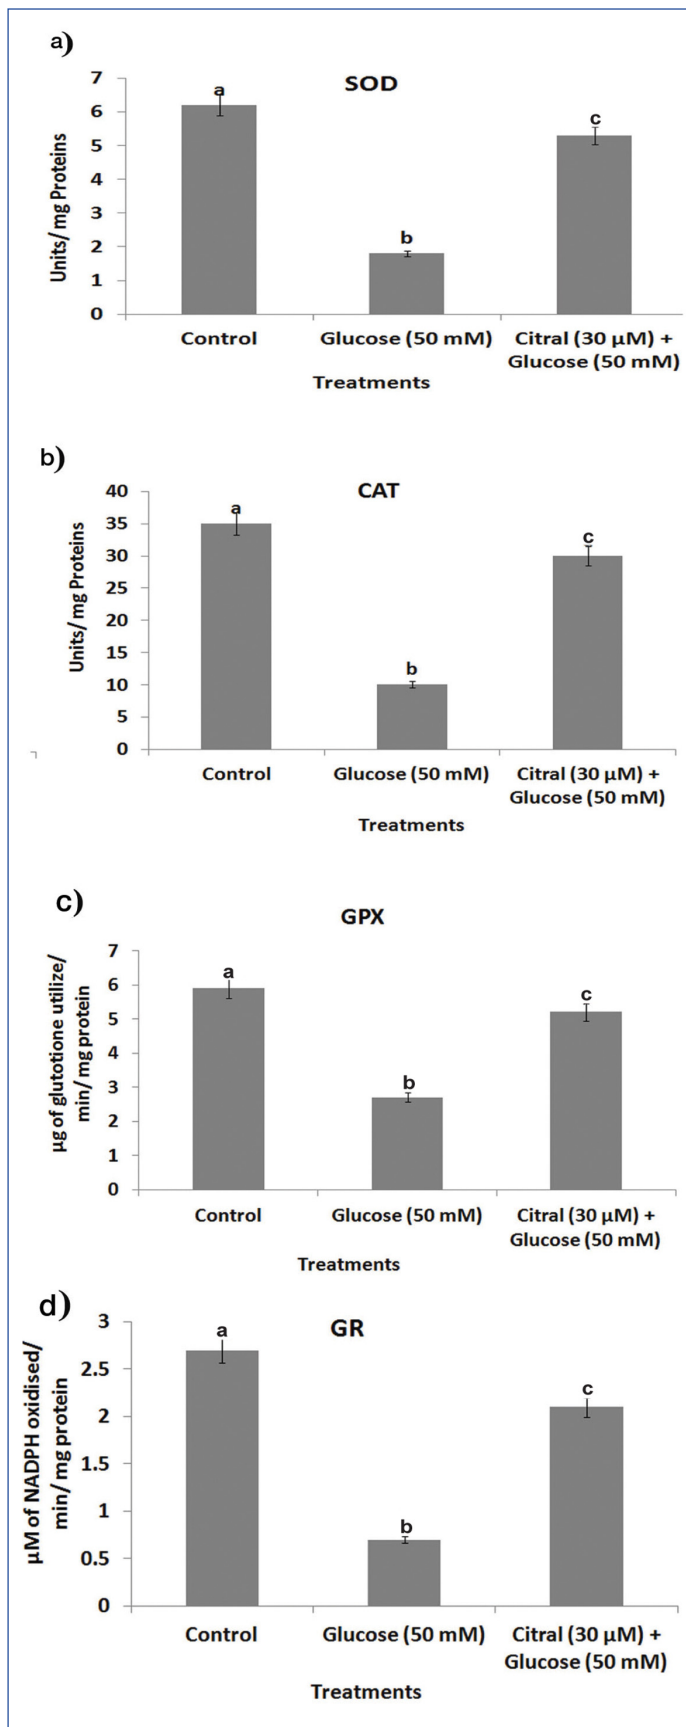 a)
SOD
7
6
5
4
3
2
1
0
Units/ mg Proteins
a
b
c
Control
Glucose (50 mM)
Citral (30 µM) +
Glucose (50 mM)
Treatments
b)
CAT
40
35
30
25
20
15
10
5
0
Units/ mg Proteins
a
b
c
Control
Glucose (50 mM)
Citral (30 µM) +
Glucose (50 mM)
Treatments
c)
GPX
7
6
5
4
3
2
1
0
µg of glutotione utilize/
min/ mg protein
a
b
c
Control
Glucose (50 mM)
Citral (30 µM) +
Glucose (50 mM)
Treatments
d)
GR
3
2.5
2
1.5
1
0.5
0
µM of NADPH oxidised/
min/ mg protein
a
b
c
Control
Glucose (50 mM)
Citral (30 µM) +
Glucose (50 mM)
Treatments